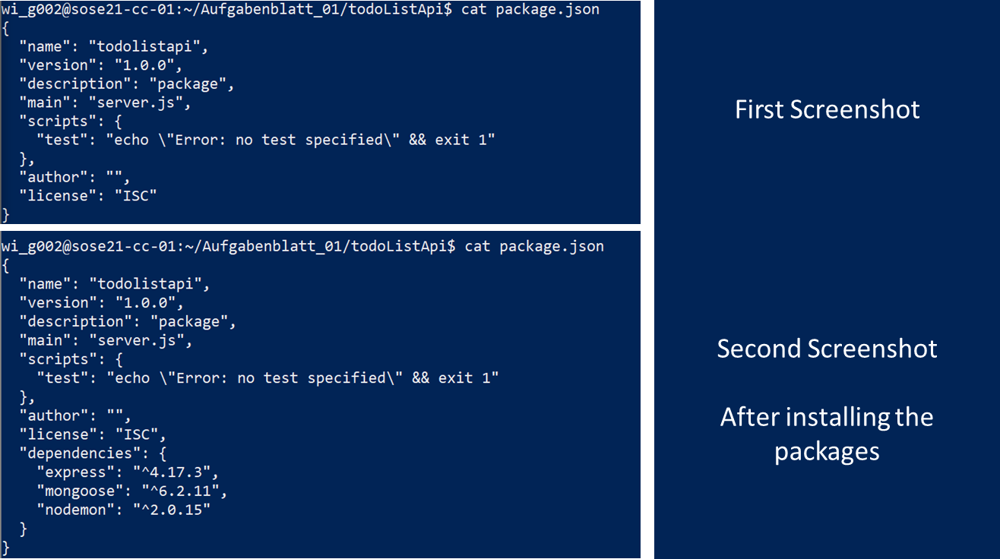 wi_g002@sose21-cc-01:~/Aufgabenblatt_01/todoListApi$ cat package.json
{
  "name": "todolistapi",
  "version": "1.0.0",
  "description": "package",
  "main": "server.js",
  "scripts": {
    "test": "echo \"Error: no test specified\" && exit 1"
  },
  "author": "",
  "license": "ISC"
}
First Screenshot
wi_g002@sose21-cc-01:~/Aufgabenblatt_01/todoListApi$ cat package.json
{
  "name": "todolistapi",
  "version": "1.0.0",
  "description": "package",
  "main": "server.js",
  "scripts": {
    "test": "echo \"Error: no test specified\" && exit 1"
  },
  "author": "",
  "license": "ISC",
  "dependencies": {
    "express": "^4.17.3",
    "mongoose": "^6.2.11",
    "nodemon": "^2.0.15"
  }
}
Second Screenshot
After installing the
packages